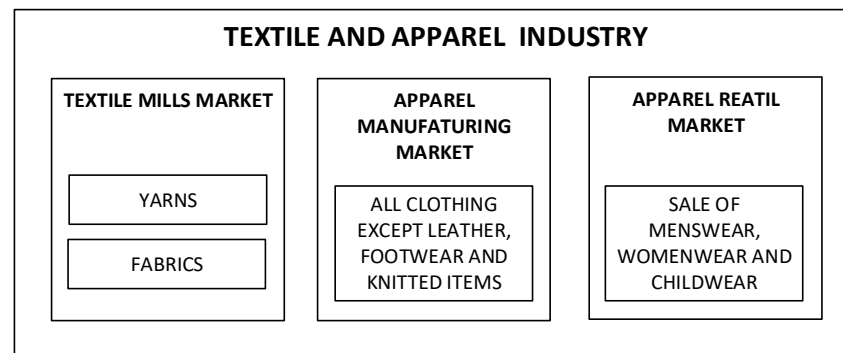 TEXTILE AND APPAREL INDUSTRY
TEXTILE MILLS MARKET
YARNS
FABRICS
APPAREL
MANUFATURING
MARKET
ALL CLOTHING
EXCEPT LEATHER,
FOOTWEAR AND
KNITTED ITEMS
APPAREL REATIL
MARKET
SALE OF
MENSWEAR,
WOMENWEAR AND
CHILDWEAR